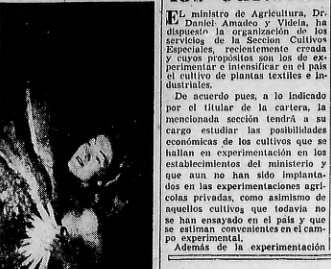 EL ministro de Agricultura, Dr.
Daniel Amadeo y Videla, ha
dispuesto la organización de los
servicios de la Seccion Cultivos
Especiales, recientemente creada
y cuyos propósitos son los de ex-
perimentar e intensificar en el país
el cultivo de plantas textiles e in-
dustriales.
De acuerdo pues, a lo indicado
por el titular de la cartera, la
mencionada sección tendrá a su
cargo estudiar las posibilidades
económicas de los cultivos que se
hallan en experimentación en los
establecimientos del ministerio y
que aun no han sido implanta-
dos en las experimentaciones agrí-
colas privadas, como asimismo de
aquellos cultivos que todavía no
se han ensayado en el país y que
se estiman convenientes en el cam-
po experimental.
Además de la experimentación